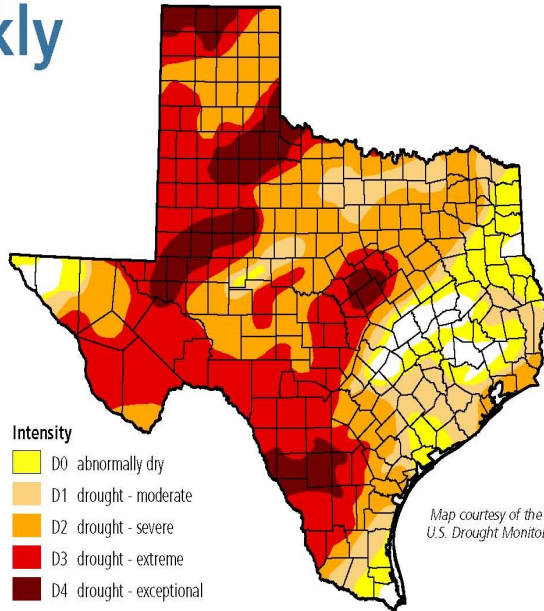 kly
Intensity
D0 abnormally dry
D1 drought - moderate
D2 drought - severe
D3 drought - extreme
D4 drought - exceptional
Map courtesy of the
U.S. Drought Monitor